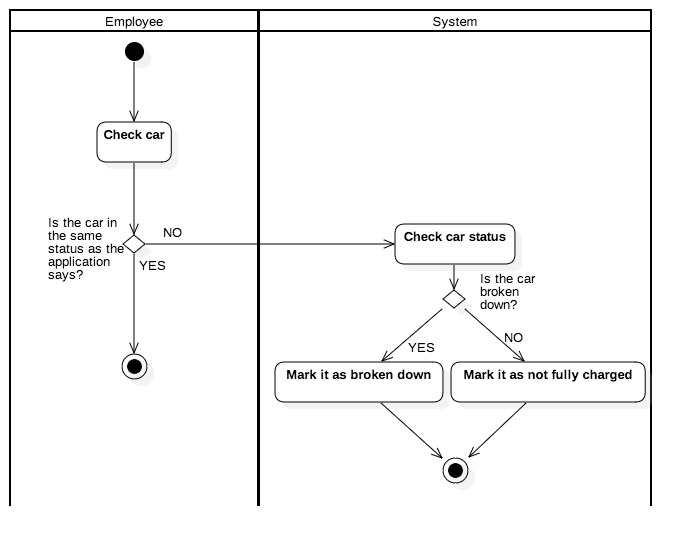 Employee
System
Check car
Is the car in
the same
status as the
application
says?
NO
YES
Check car status
Is the car
broken
down?
YES
NO
Mark it as broken down
Mark it as not fully charged